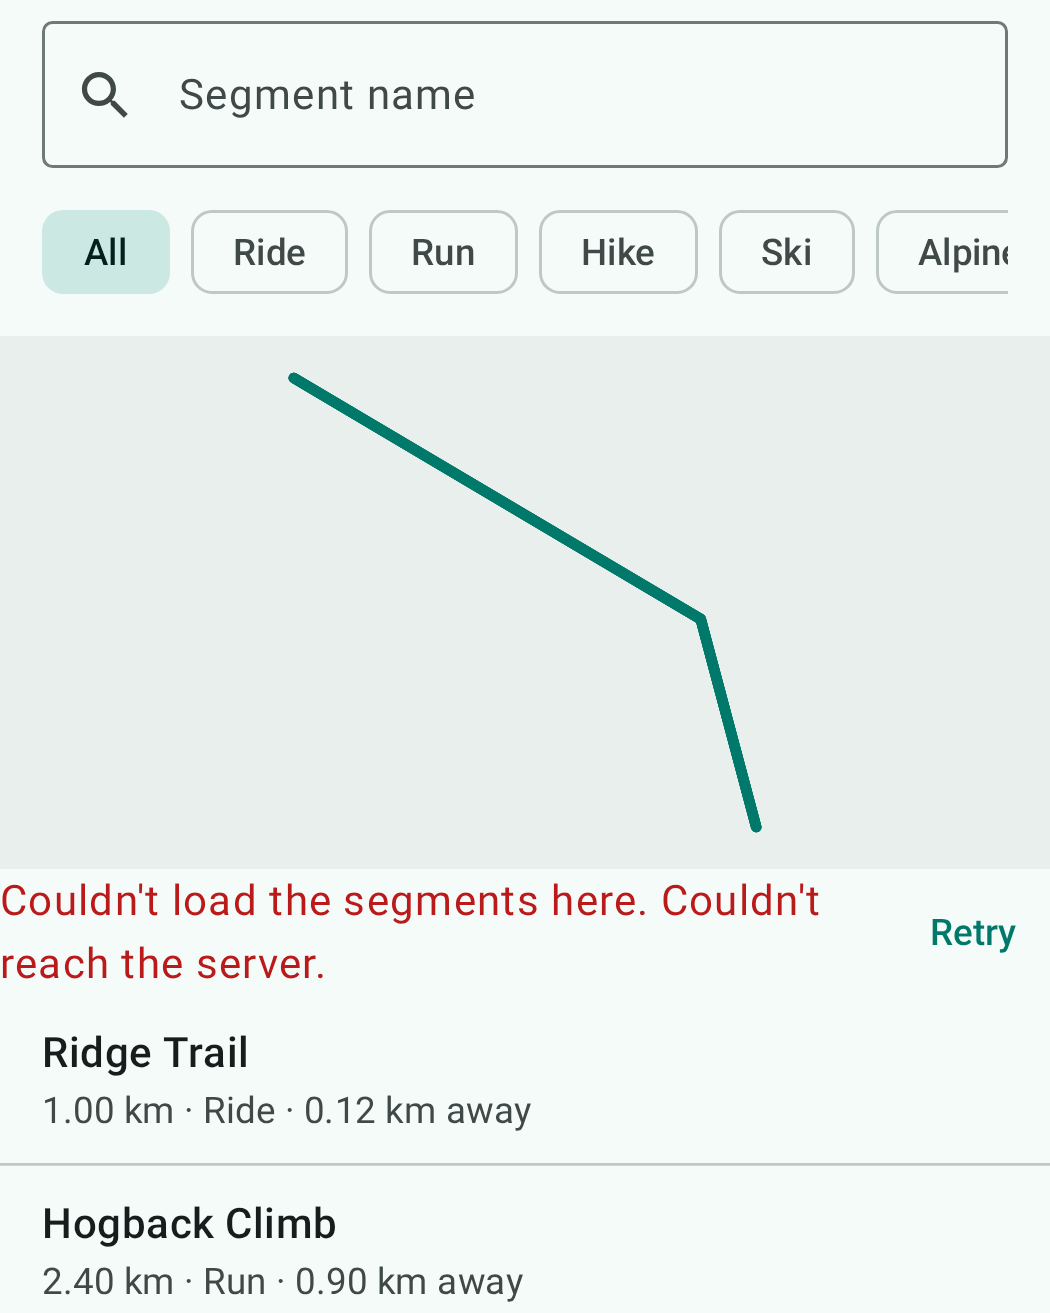 Segment name
All Ride Run Hike Ski Alpine
Couldn't load the segments here. Couldn't
reach the server.
Retry
Ridge Trail
1.00 km · Ride · 0.12 km away
Hogback Climb
2.40 km · Run · 0.90 km away